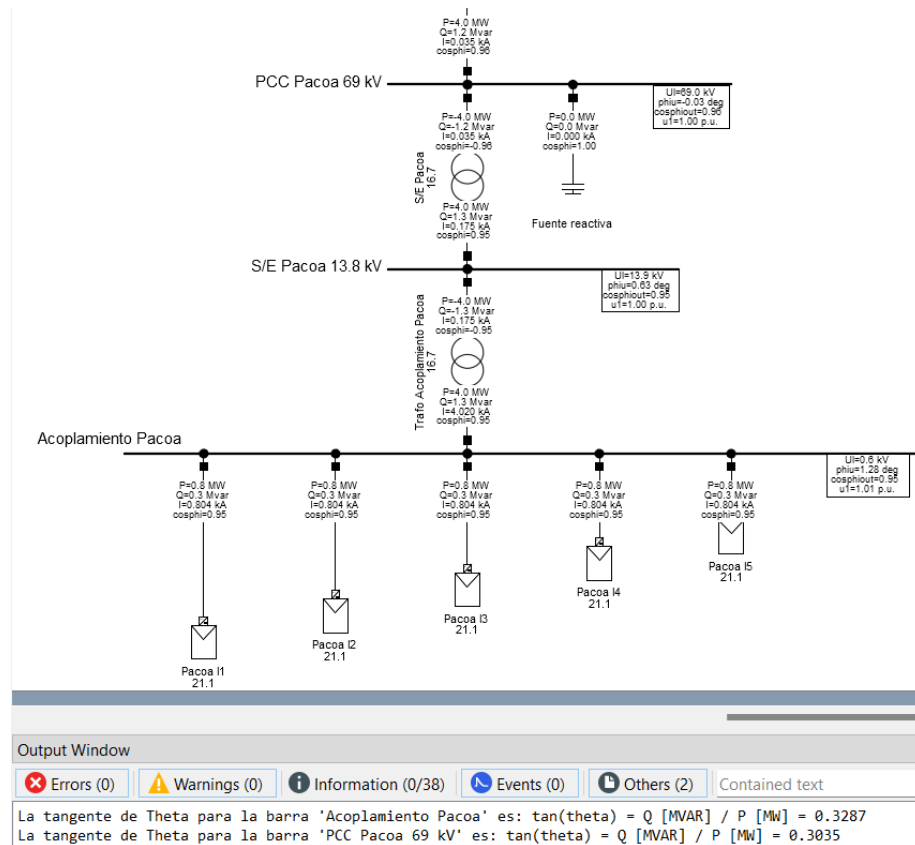 P=4.0 MW
Q=1.2 Mvar
I=0.035 kA
cosphi=0.96
PCC Pacoa 69 kV
Ul=69.0 kV
phiu=-0.03 deg
cosphiout=0.96
u1=1.00 p.u.
P=-4.0 MW
Q=-1.2 Mvar
I=0.035 kA
cosphi=-0.96
P=0.0 MW
Q=0.0 Mvar
I=0.000 kA
cosphi=1.00
S/E Pacoa
16.7
Fuente reactiva
P=4.0 MW
Q=1.3 Mvar
I=0.175 kA
cosphi=0.95
S/E Pacoa 13.8 kV
Ul=13.9 kV
phiu=0.63 deg
cosphiout=0.95
u1=1.00 p.u.
P=-4.0 MW
Q=-1.3 Mvar
I=0.175 kA
cosphi=-0.95
Trafo Acoplamiento Pacoa
16.7
P=4.0 MW
Q=1.3 Mvar
I=4.020 kA
cosphi=0.95
Acoplamiento Pacoa
Ul=0.6 kV
phiu=1.28 deg
cosphiout=0.95
u1=1.01 p.u.
P=0.8 MW
Q=0.3 Mvar
I=0.804 kA
cosphi=0.95
P=0.8 MW
Q=0.3 Mvar
I=0.804 kA
cosphi=0.95
P=0.8 MW
Q=0.3 Mvar
I=0.804 kA
cosphi=0.95
P=0.8 MW
Q=0.3 Mvar
I=0.804 kA
cosphi=0.95
P=0.8 MW
Q=0.3 Mvar
I=0.804 kA
cosphi=0.95
Pacoa I1
21.1
Pacoa I2
21.1
Pacoa I3
21.1
Pacoa I4
21.1
Pacoa I5
21.1
Output Window
Errors (0) Warnings (0) Information (0/38) Events (0) Others (2) Contained text
La tangente de Theta para la barra 'Acoplamiento Pacoa' es: tan(theta) = Q [MVAR] / P [MW] = 0.3287
La tangente de Theta para la barra 'PCC Pacoa 69 kV' es: tan(theta) = Q [MVAR] / P [MW] = 0.3035